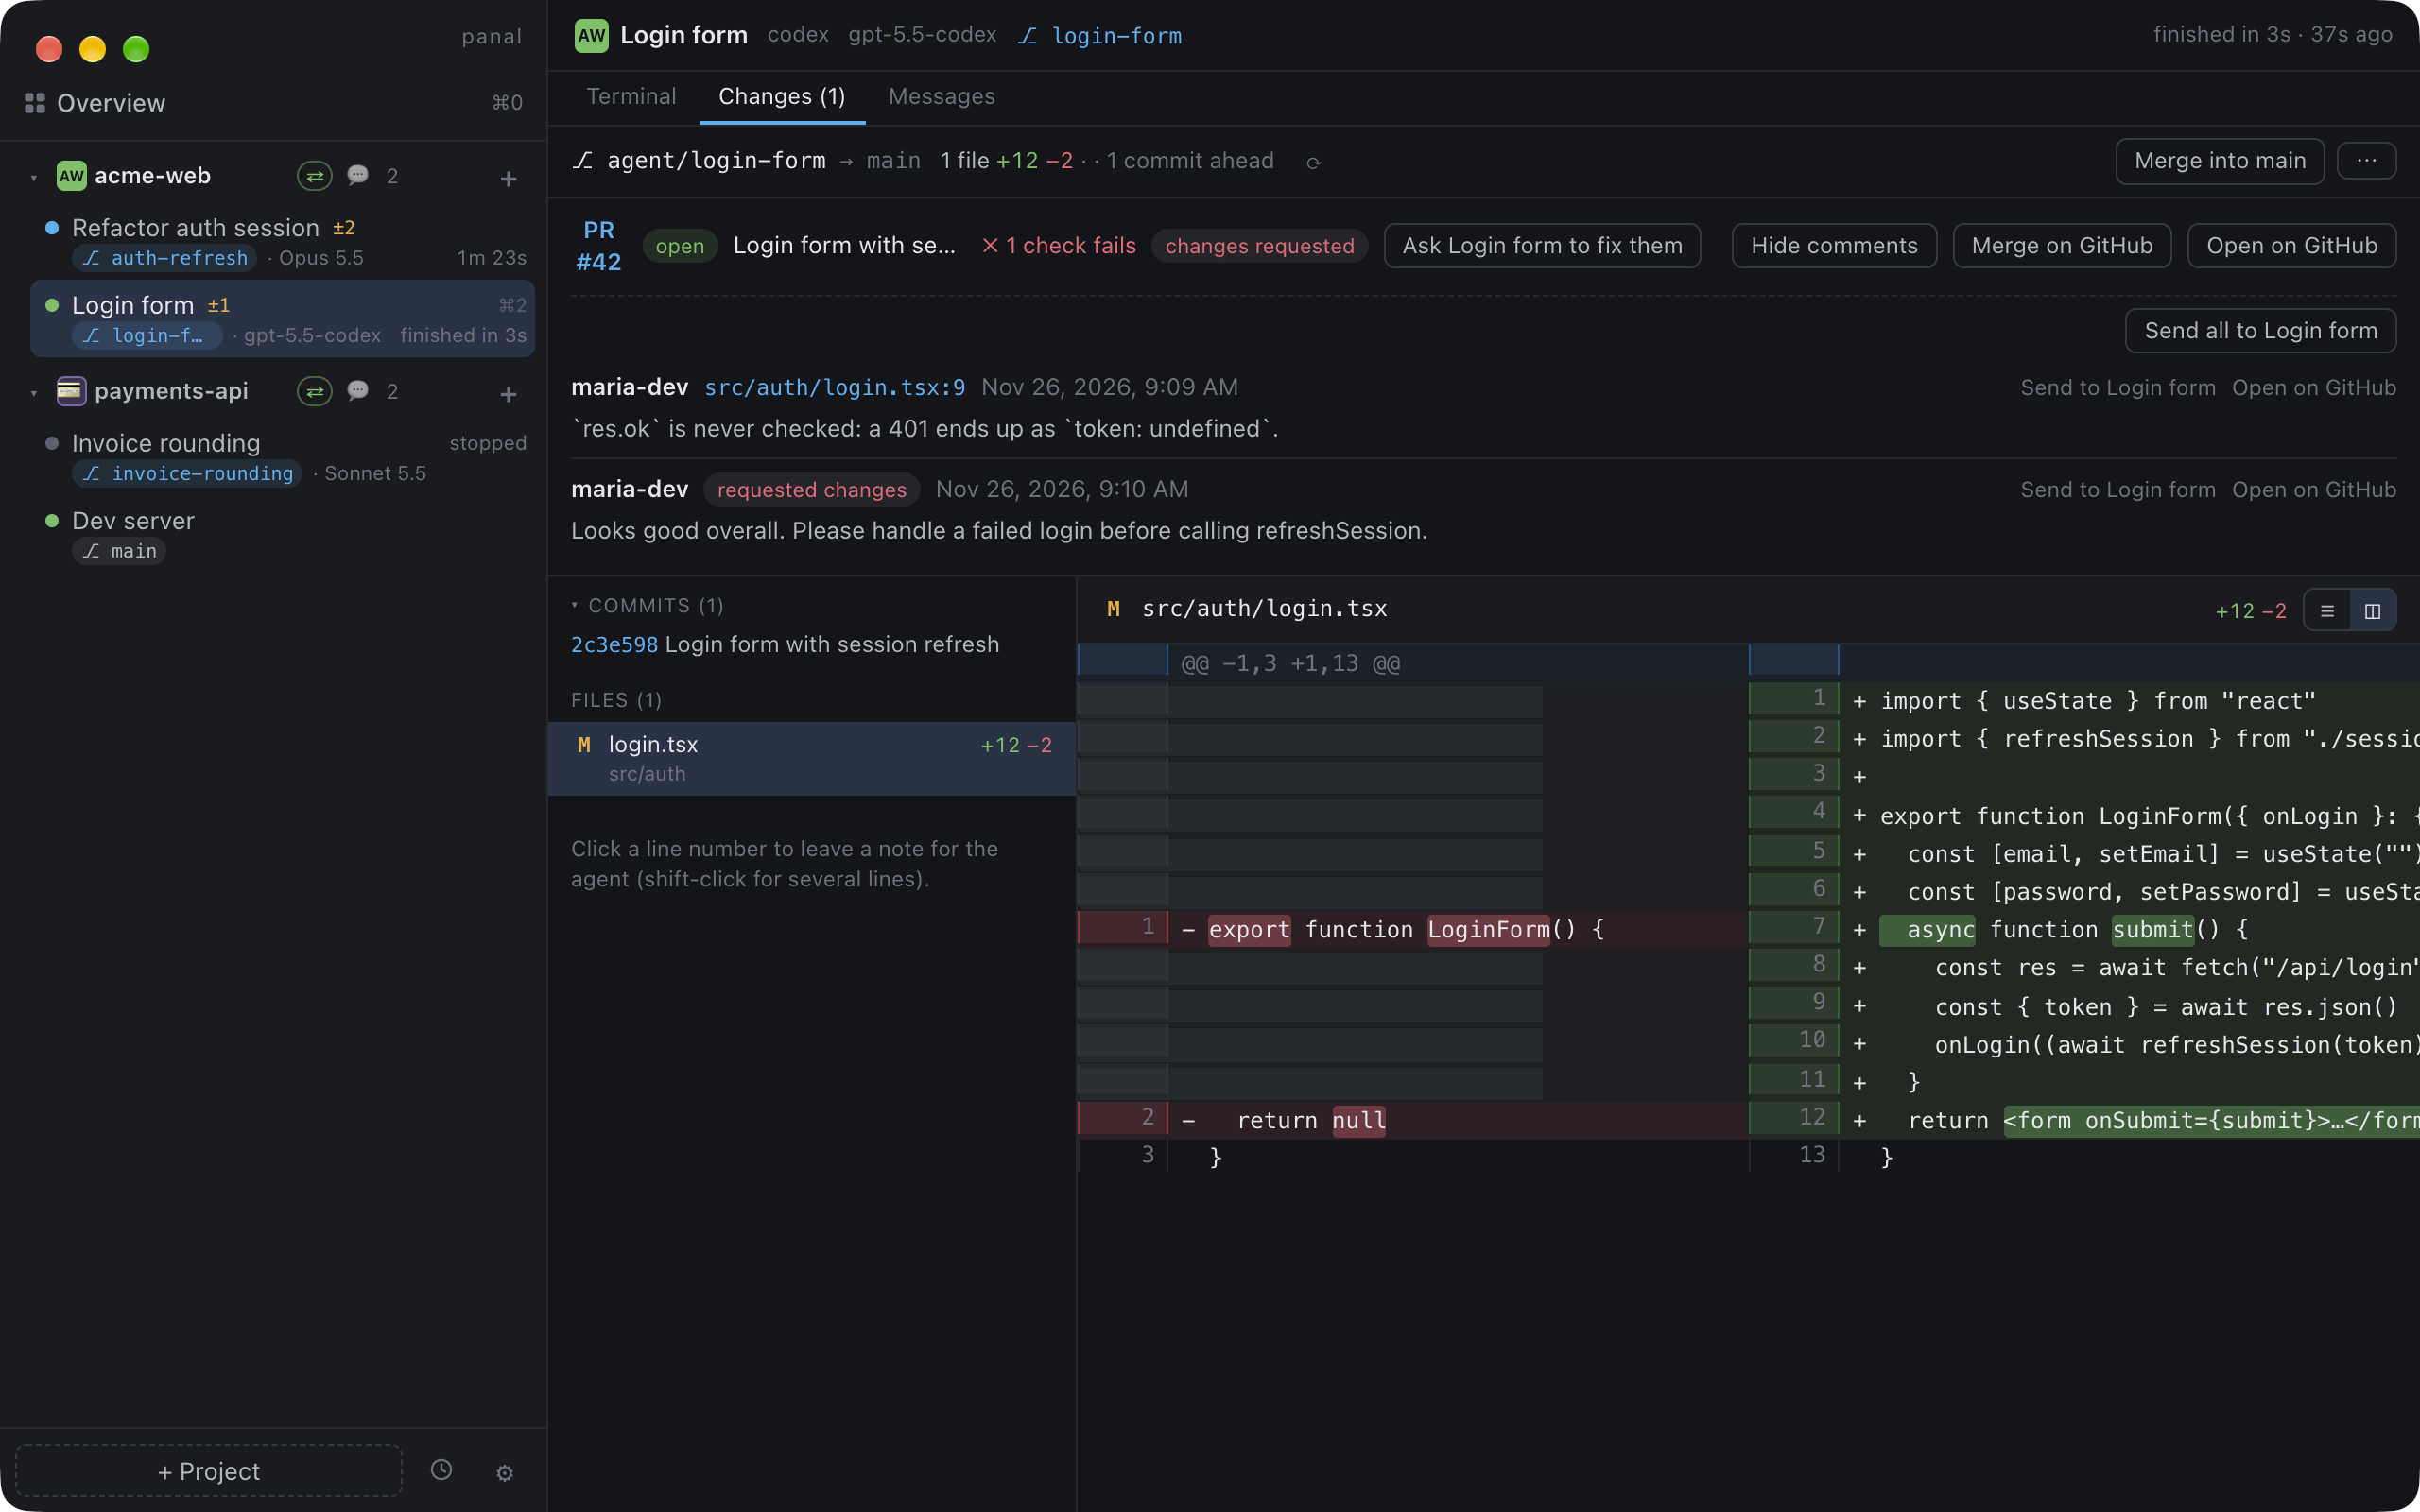 panal
Overview ⌘0
AW acme-web 2 +
Refactor auth session ±2
auth-refresh · Opus 5.5 1m 23s
Login form ±1 ⌘2
login-f… · gpt-5.5-codex finished in 3s
payments-api 2 +
Invoice rounding stopped
invoice-rounding · Sonnet 5.5
Dev server
main
+ Project
AW Login form codex gpt-5.5-codex login-form finished in 3s · 37s ago
Terminal Changes (1) Messages
agent/login-form → main 1 file +12 −2 · · 1 commit ahead Merge into main ···
PR #42 open Login form with se… ✕ 1 check fails changes requested Ask Login form to fix them Hide comments Merge on GitHub Open on GitHub
Send all to Login form
maria-dev src/auth/login.tsx:9 Nov 26, 2026, 9:09 AM Send to Login form Open on GitHub
`res.ok` is never checked: a 401 ends up as `token: undefined`.
maria-dev requested changes Nov 26, 2026, 9:10 AM Send to Login form Open on GitHub
Looks good overall. Please handle a failed login before calling refreshSession.
COMMITS (1)
2c3e598 Login form with session refresh
FILES (1)
M login.tsx +12 −2
src/auth
Click a line number to leave a note for the
agent (shift-click for several lines).
M src/auth/login.tsx +12 −2
@@ −1,3 +1,13 @@
1 + import { useState } from "react"
2 + import { refreshSession } from "./sessio
3 +
4 + export function LoginForm({ onLogin }: {
5 + const [email, setEmail] = useState("")
6 + const [password, setPassword] = useSta
1 − export function LoginForm() { 7 + async function submit() {
8 + const res = await fetch("/api/login"
9 + const { token } = await res.json()
10 + onLogin((await refreshSession(token)
11 + }
2 − return null 12 + return <form onSubmit={submit}>…</form
3 } 13 }